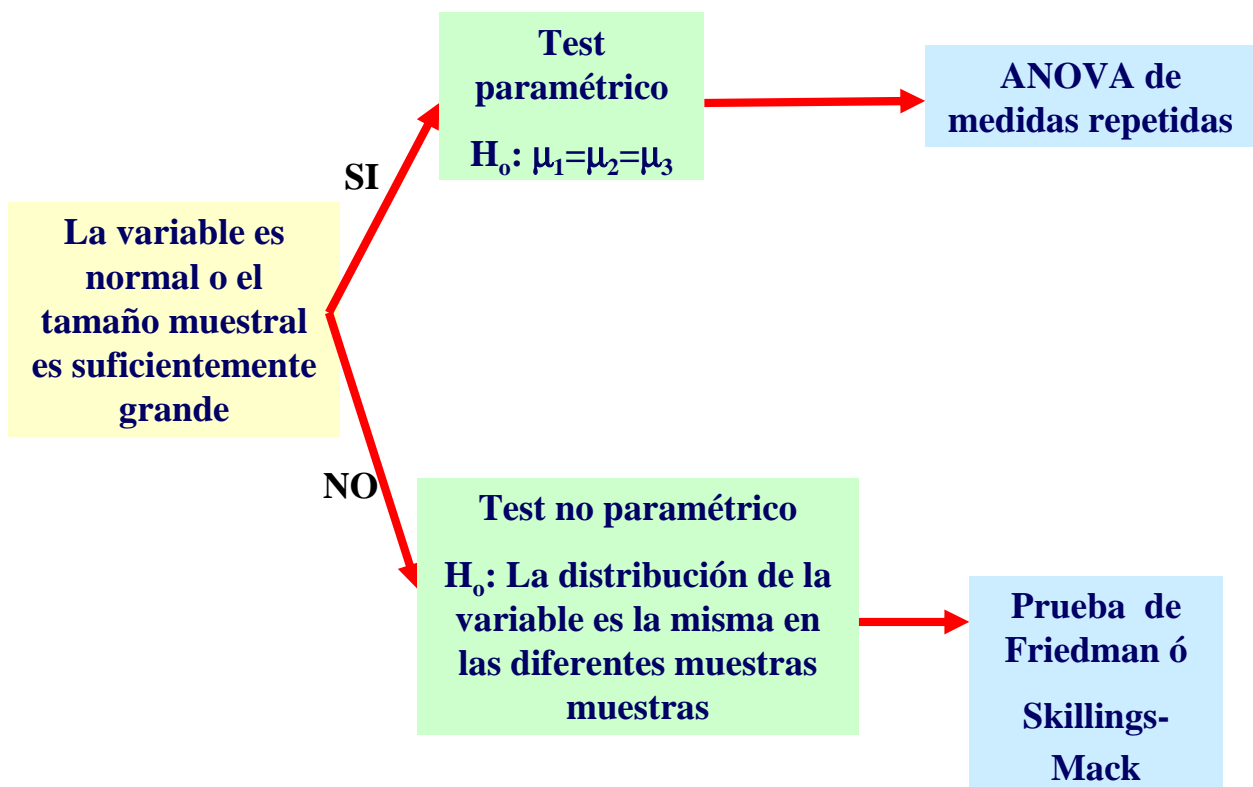 La variable es
normal o el
tamaño muestral
es suficientemente
grande
SI
Test
paramétrico
Ho: μ1=μ2=μ3
ANOVA de
medidas repetidas
NO
Test no paramétrico
Ho: La distribución de la
variable es la misma en
las diferentes muestras
muestras
Prueba de
Friedman ó
Skillings-
Mack